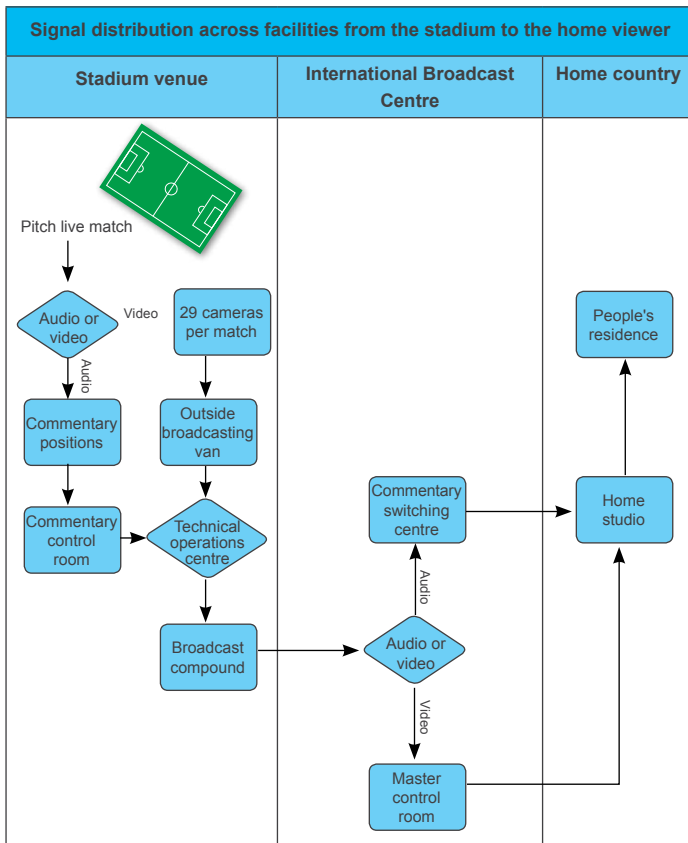 Signal distribution across facilities from the stadium to the home viewer
Stadium venue
International Broadcast
Centre
Home country
Pitch live match
Audio or
video
Video
29 cameras
per match
People's
residence
Audio
Commentary
positions
Outside
broadcasting
van
Commentary
control
room
Technical
operations
centre
Commentary
switching
centre
Home
studio
Audio
Broadcast
compound
Audio or
video
Video
Master
control
room